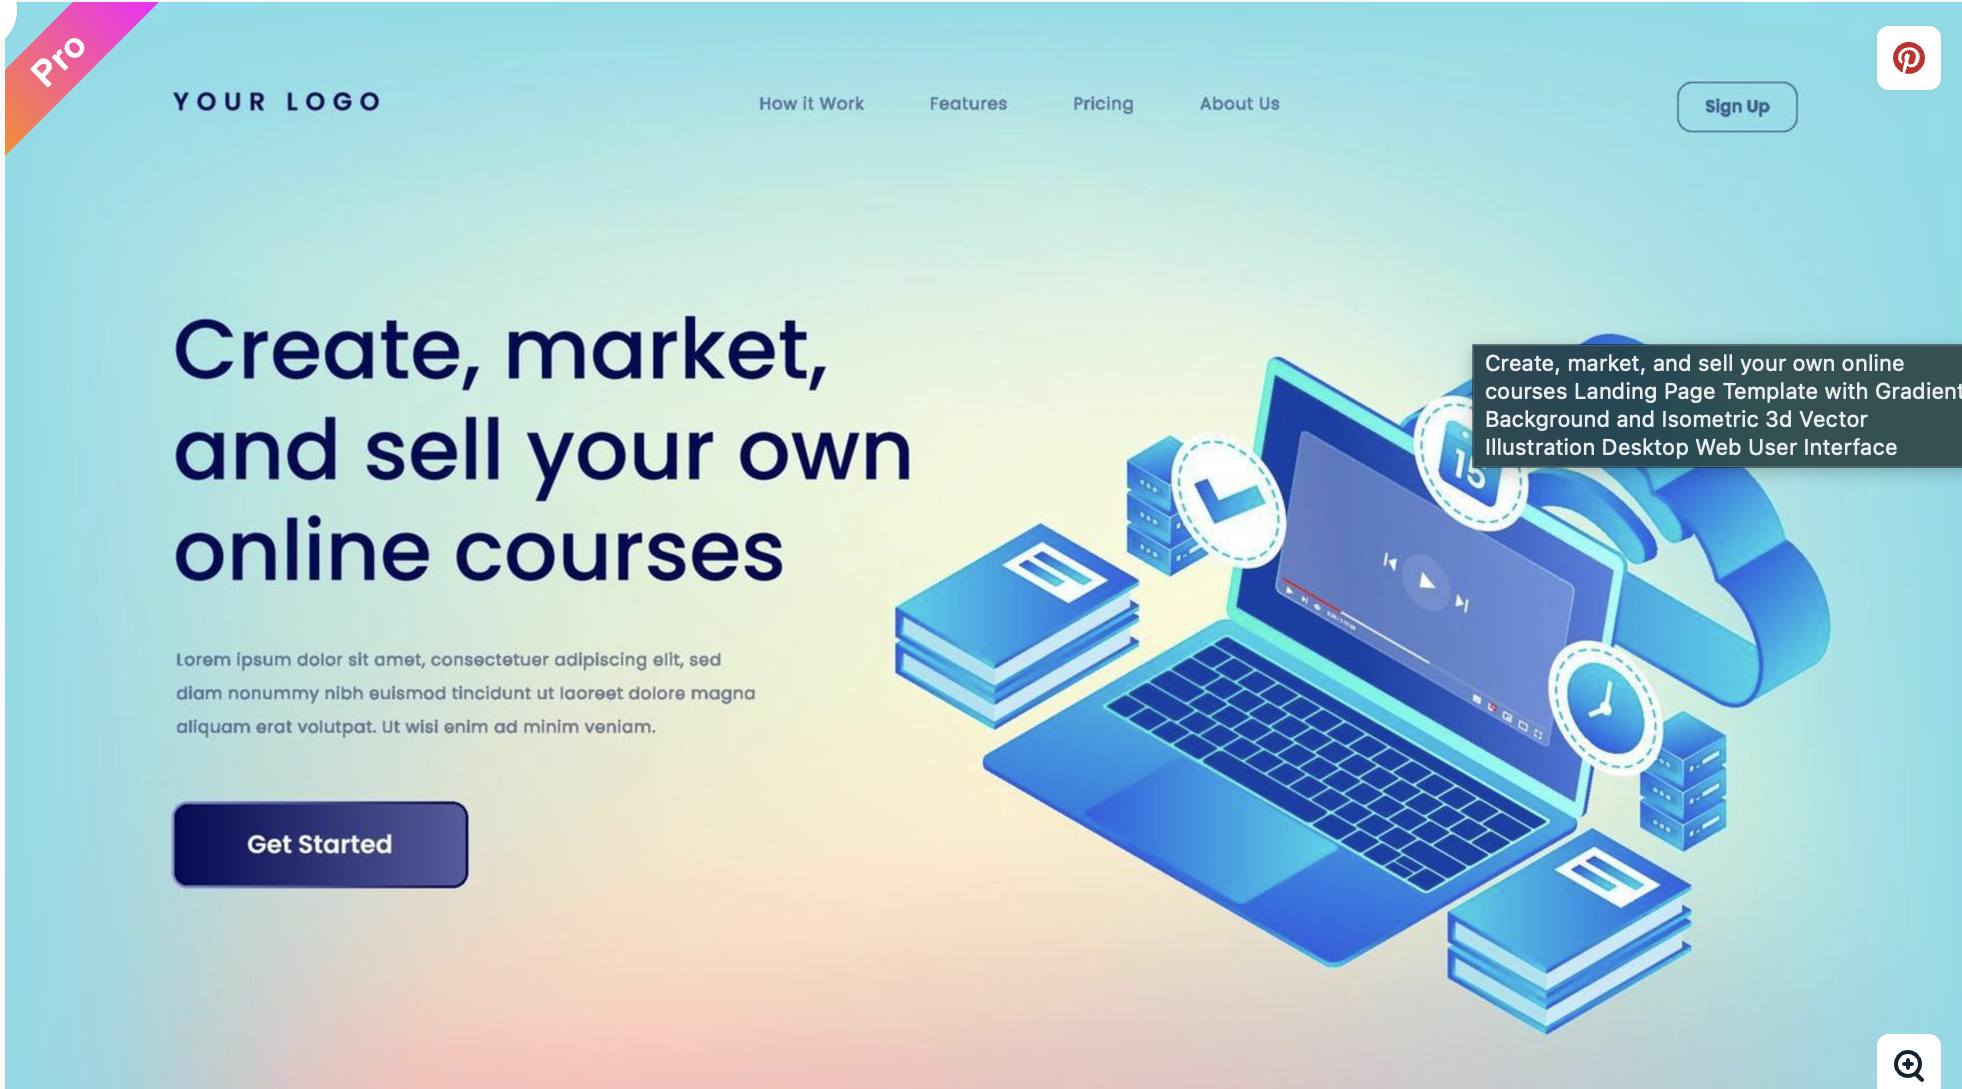 Pro
YOUR LOGO
How it Work
Features
Pricing
About Us
Sign Up
Create, market,
and sell your own
online courses
Lorem ipsum dolor sit amet, consectetuer adipiscing elit, sed
diam nonummy nibh euismod tincidunt ut laoreet dolore magna
aliquam erat volutpat. Ut wisi enim ad minim veniam.
Get Started
Create, market, and sell your own online
courses Landing Page Template with Gradient
Background and Isometric 3d Vector
Illustration Desktop Web User Interface
15